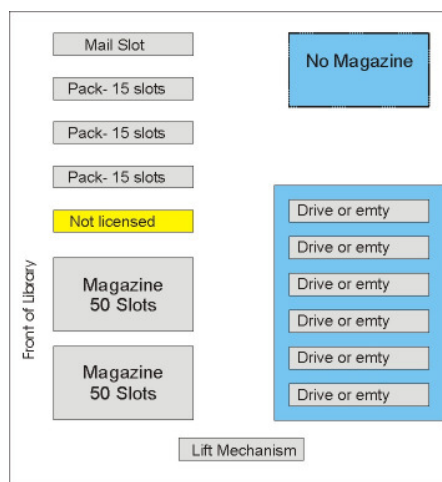 Mail Slot
Pack- 15 slots
Pack- 15 slots
Pack- 15 slots
Not licensed
Magazine
50 Slots
Magazine
50 Slots
Front of Library
No Magazine
Drive or emty
Drive or emty
Drive or emty
Drive or emty
Drive or emty
Drive or emty
Lift Mechanism